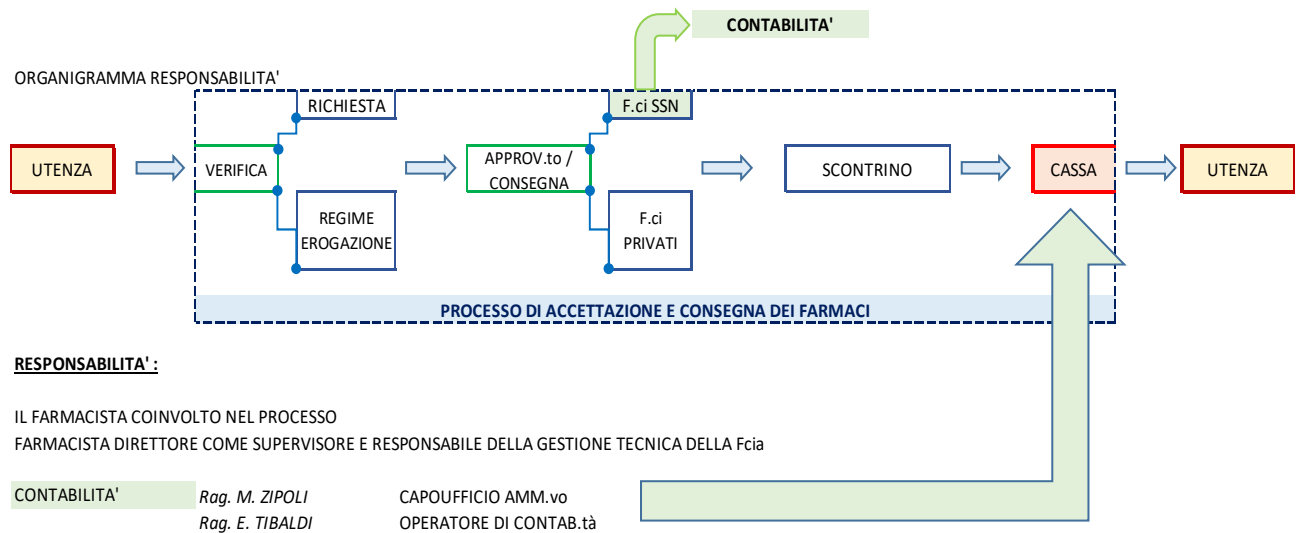 CONTABILITA'
ORGANIGRAMMA RESPONSABILITA'
RICHIESTA
F.ci SSN
UTENZA
VERIFICA
APPROV.to /
CONSEGNA
SCONTRINO
CASSA
UTENZA
REGIME
EROGAZIONE
F.ci
PRIVATI
PROCESSO DI ACCETTAZIONE E CONSEGNA DEI FARMACI
RESPONSABILITA' :
IL FARMACISTA COINVOLTO NEL PROCESSO
FARMACISTA DIRETTORE COME SUPERVISORE E RESPONSABILE DELLA GESTIONE TECNICA DELLA Fcia
CONTABILITA' Rag. M. ZIPOLI CAPOUFFICIO AMM.vo
Rag. E. TIBALDI OPERATORE DI CONTAB.tà